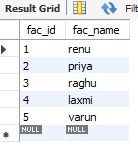 Result Grid Filt
fac_id fac_name
1 renu
2 priya
3 raghu
4 laxmi
5 varun
NULL NULL